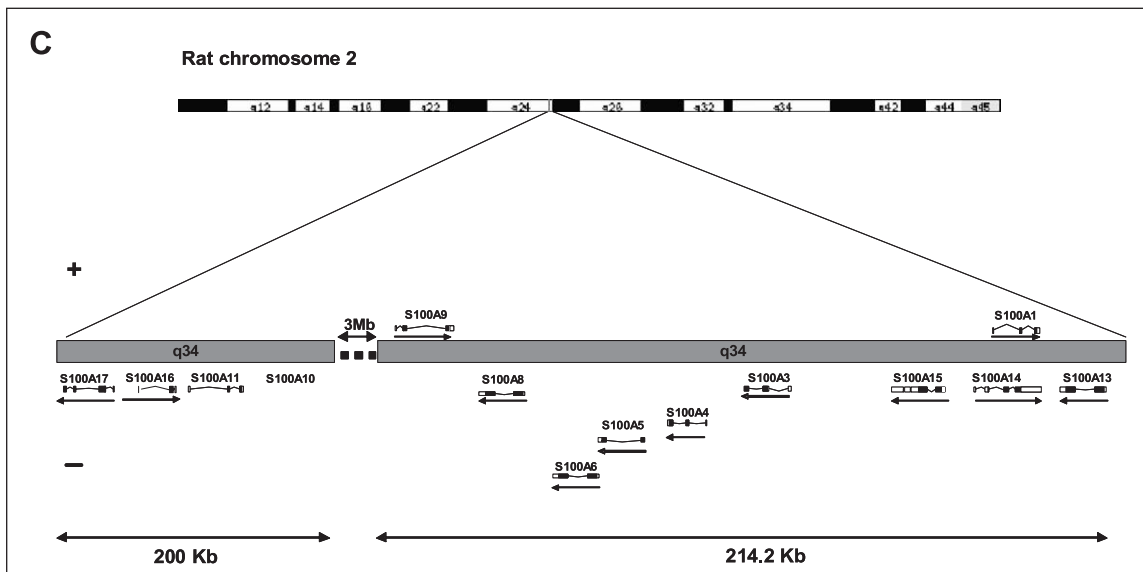 C
Rat chromosome 2
q12 q14 q16 q22 q24 q26 q32 q34 q42 q44 q45
+
S100A9 S100A1
3Mb
q34 q34
S100A17 S100A16 S100A11 S100A10 S100A8 S100A3 S100A15 S100A14 S100A13
S100A4
S100A5
−
S100A6
200 Kb 214.2 Kb